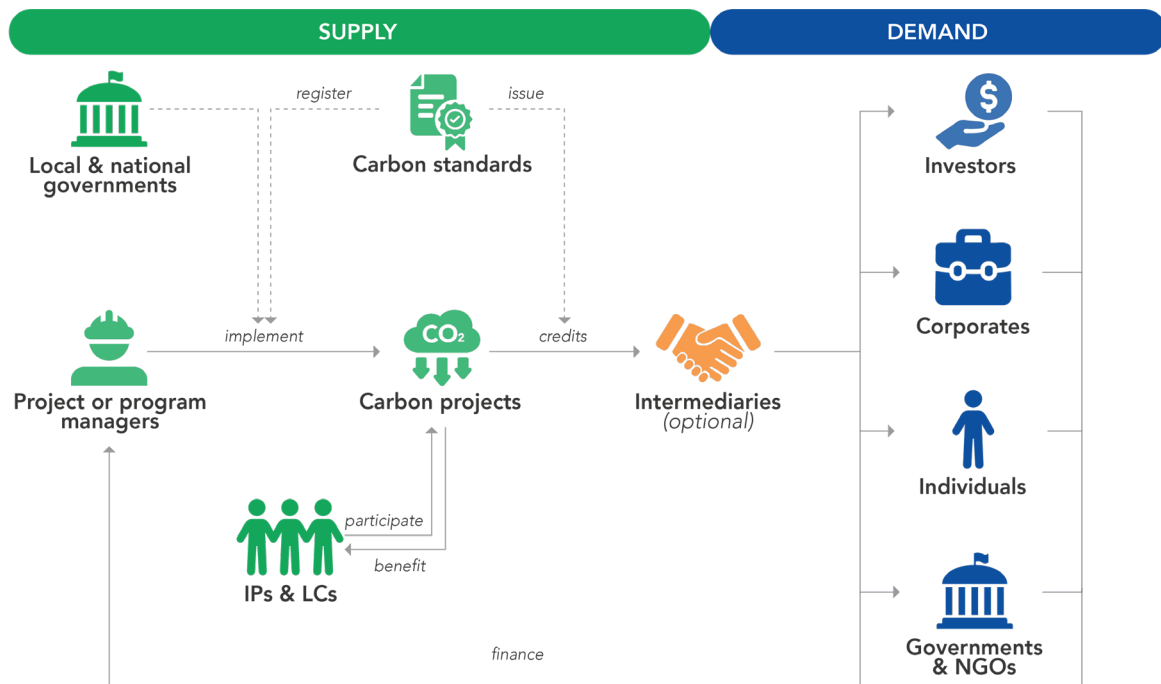 SUPPLY
DEMAND
register
issue
Local & national
governments
Carbon standards
$
Investors
implement
CO₂
credits
Corporates
Project or program
managers
Carbon projects
Intermediaries
(optional)
Individuals
participate
benefit
IPs & LCs
Governments
& NGOs
finance